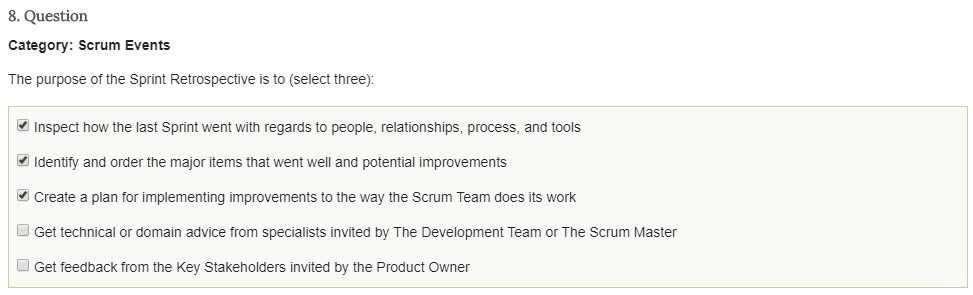 8. Question
Category: Scrum Events
The purpose of the Sprint Retrospective is to (select three):
Inspect how the last Sprint went with regards to people, relationships, process, and tools
Identify and order the major items that went well and potential improvements
Create a plan for implementing improvements to the way the Scrum Team does its work
Get technical or domain advice from specialists invited by The Development Team or The Scrum Master
Get feedback from the Key Stakeholders invited by the Product Owner